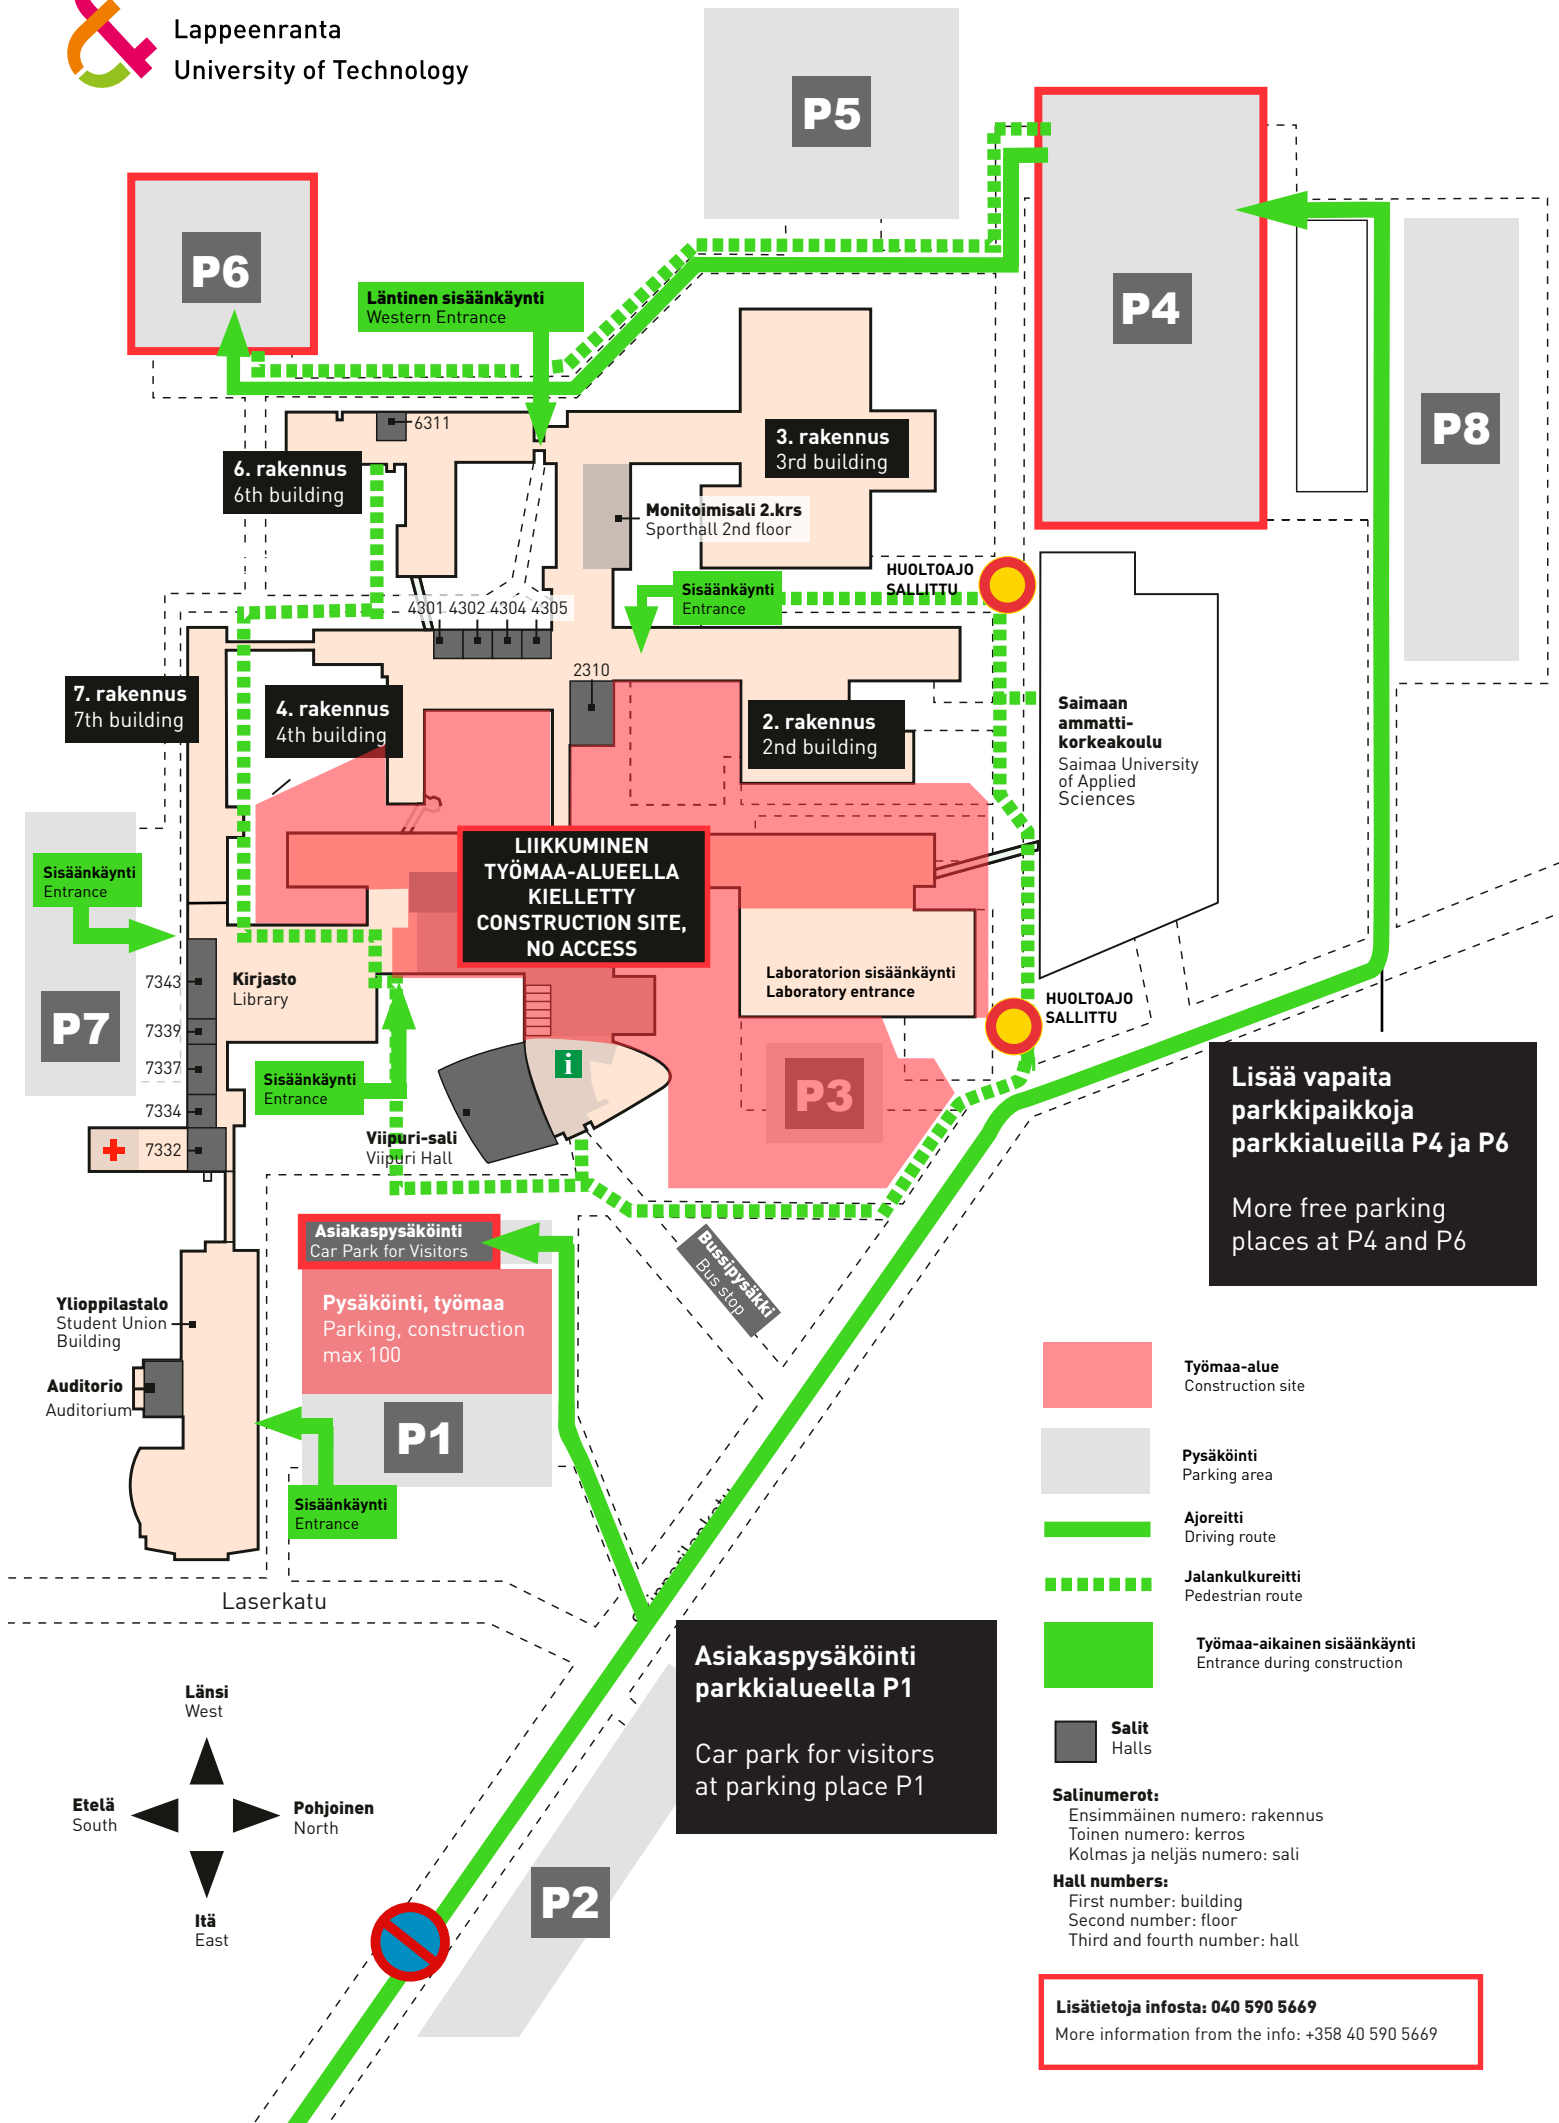 Lappeenranta
University of Technology
P5
P6
P4
P8
Läntinen sisäänkäynti
Western Entrance
6311
3. rakennus
3rd building
6. rakennus
6th building
Monitoimisali 2.krs
Sporthall 2nd floor
HUOLTOAJO
SALLITTU
Sisäänkäynti
Entrance
4301 4302 4304 4305
2310
7. rakennus
7th building
4. rakennus
4th building
2. rakennus
2nd building
Saimaan
ammatti-
korkeakoulu
Saimaa University
of Applied
Sciences
LIIKKUMINEN
TYÖMAA-ALUEELLA
KIELLETTY
CONSTRUCTION SITE,
NO ACCESS
Sisäänkäynti
Entrance
7343
Kirjasto
Library
Laboratorion sisäänkäynti
Laboratory entrance
HUOLTOAJO
SALLITTU
P7
7339
7337
7334
7332
Sisäänkäynti
Entrance
i
P3
Viipuri-sali
Viipuri Hall
Lisää vapaita
parkkipaikkoja
parkkialueilla P4 ja P6
More free parking
places at P4 and P6
Asiakaspysäköinti
Car Park for Visitors
Bussipysäkki
Bus stop
Pysäköinti, työmaa
Parking, construction
max 100
Ylioppilastalo
Student Union
Building
Auditorio
Auditorium
P1
Sisäänkäynti
Entrance
Laserkatu
Työmaa-alue
Construction site
Pysäköinti
Parking area
Ajoreitti
Driving route
Jalankulkureitti
Pedestrian route
Työmaa-aikainen sisäänkäynti
Entrance during construction
Salit
Halls
Asiakaspysäköinti
parkkialueella P1
Car park for visitors
at parking place P1
Länsi
West
Etelä
South
Pohjoinen
North
Itä
East
P2
Salinumerot:
Ensimmäinen numero: rakennus
Toinen numero: kerros
Kolmas ja neljäs numero: sali
Hall numbers:
First number: building
Second number: floor
Third and fourth number: hall
Lisätietoja infosta: 040 590 5669
More information from the info: +358 40 590 5669